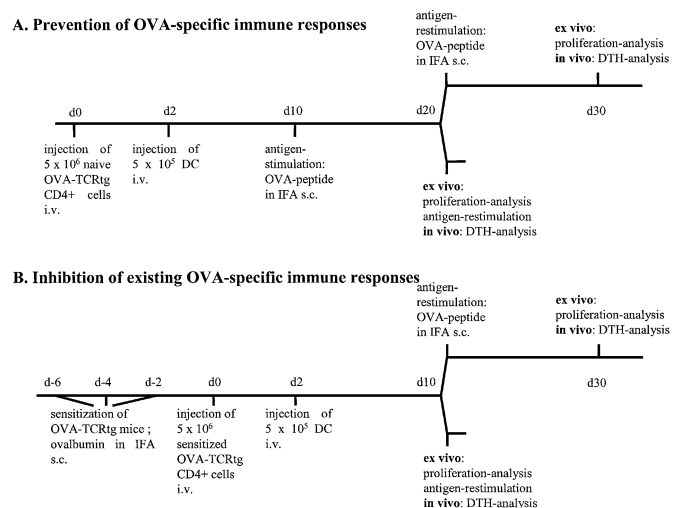 A. Prevention of OVA-specific immune responses
antigen-
restimulation:
OVA-peptide
in IFA s.c.
ex vivo:
proliferation-analysis
in vivo: DTH-analysis
d0
d2
d10
d20
d30
injection of
5 x 10⁶ naive
OVA-TCRtg
CD4+ cells
i.v.
injection of
5 x 10⁵ DC
i.v.
antigen-
stimulation:
OVA-peptide
in IFA s.c.
ex vivo:
proliferation-analysis
antigen-restimulation
in vivo: DTH-analysis
B. Inhibition of existing OVA-specific immune responses
antigen-
restimulation:
OVA-peptide
in IFA s.c.
ex vivo:
proliferation-analysis
in vivo: DTH-analysis
d-6
d-4
d-2
d0
d2
d10
d30
sensitization of
OVA-TCRtg mice ;
ovalbumin in IFA
s.c.
injection of
5 x 10⁶
sensitized
OVA-TCRtg
CD4+ cells
i.v.
injection of
5 x 10⁵ DC
i.v.
ex vivo:
proliferation-analysis
antigen-restimulation
in vivo: DTH-analysis